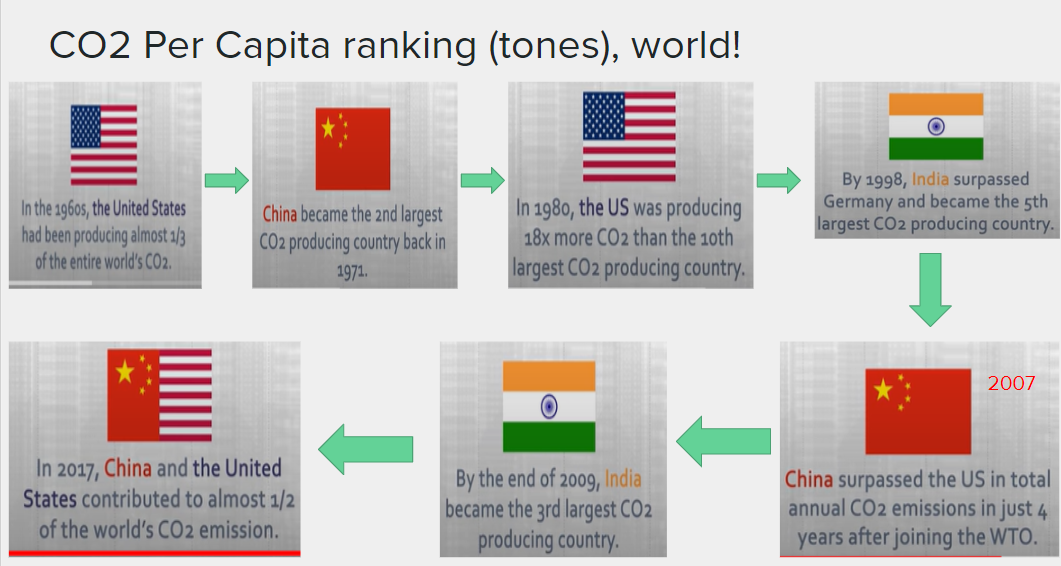 CO2 Per Capita ranking (tones), world!
In the 1960s, the United States
had been producing almost 1/3
of the entire world's CO2.
China became the 2nd largest
CO2 producing country back in
1971.
In 1980, the US was producing
18x more CO2 than the 10th
largest CO2 producing country.
By 1998, India surpassed
Germany and became the 5th
largest CO2 producing country.
2007
China surpassed the US in total
annual CO2 emissions in just 4
years after joining the WTO.
By the end of 2009, India
became the 3rd largest CO2
producing country.
In 2017, China and the United
States contributed to almost 1/2
of the world's CO2 emission.